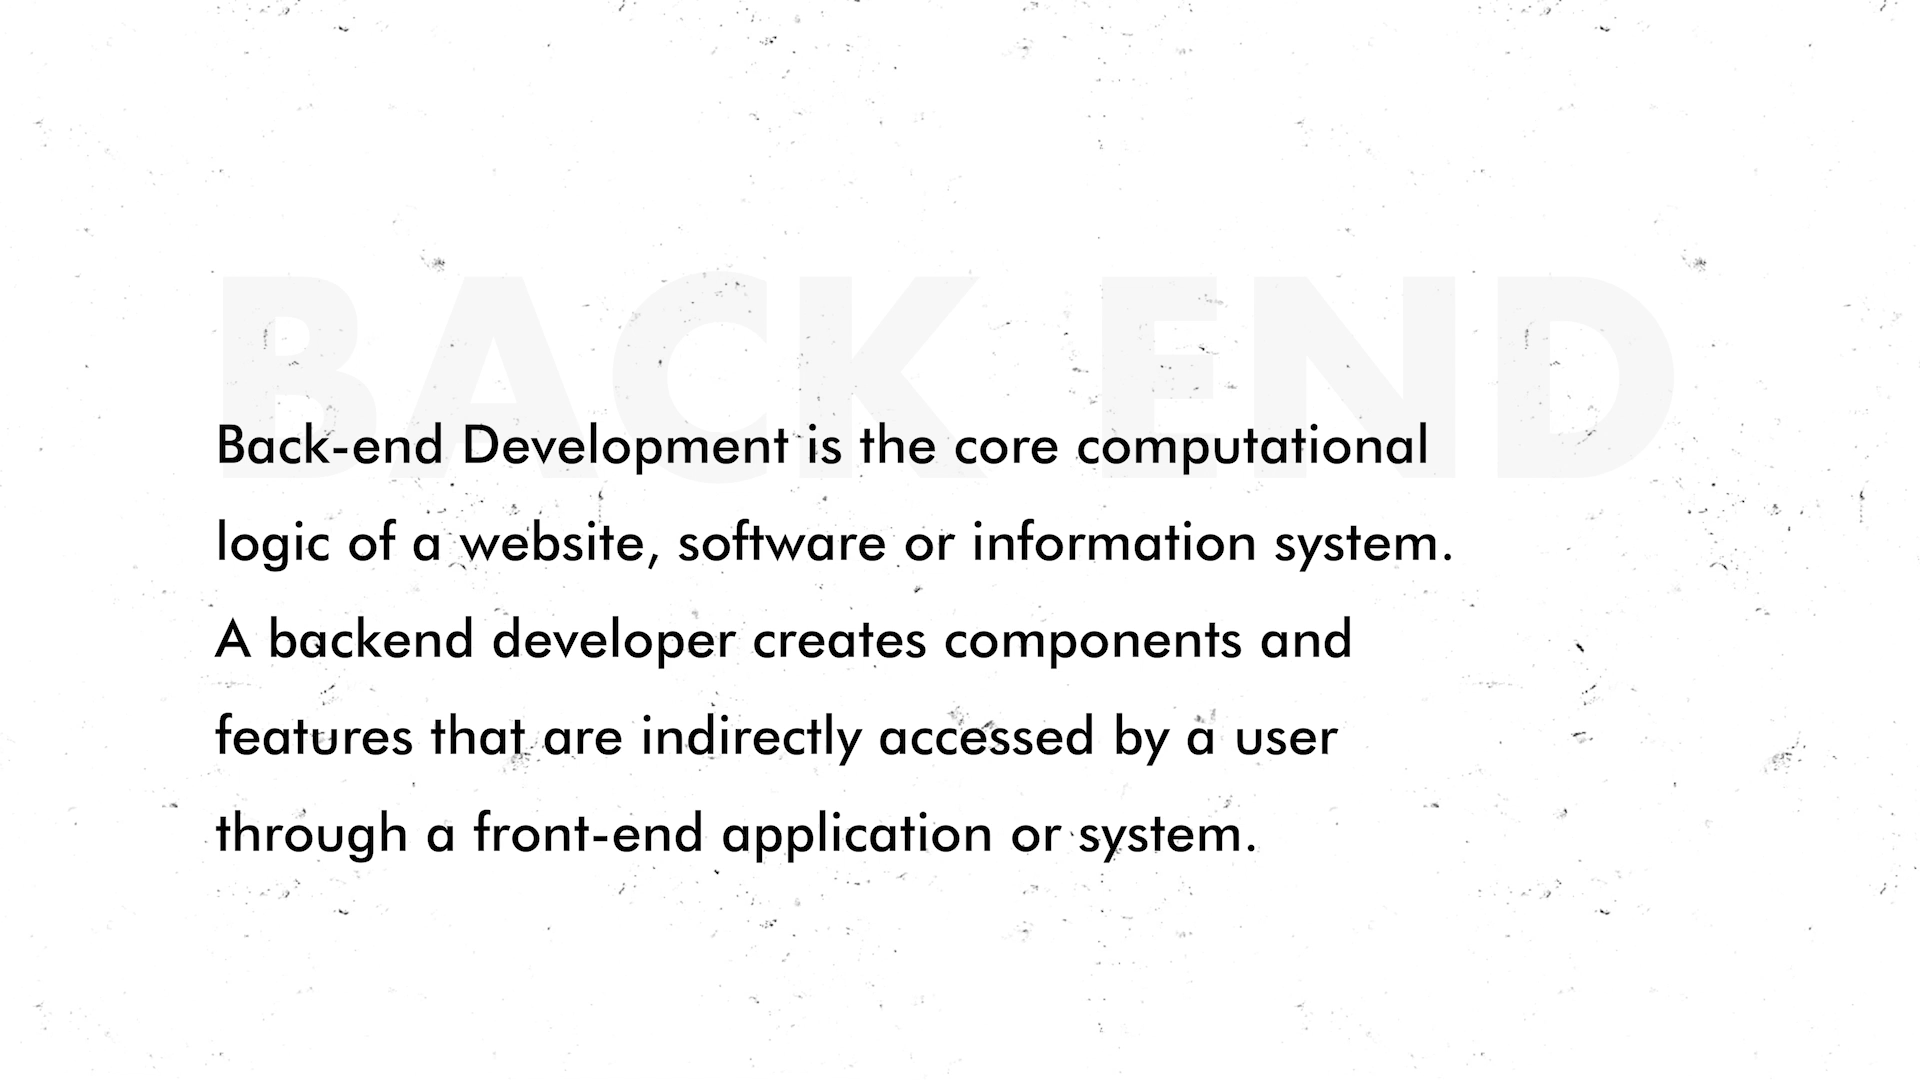 BACK END
Back-end Development is the core computational
logic of a website, software or information system.
A backend developer creates components and
features that are indirectly accessed by a user
through a front-end application or system.